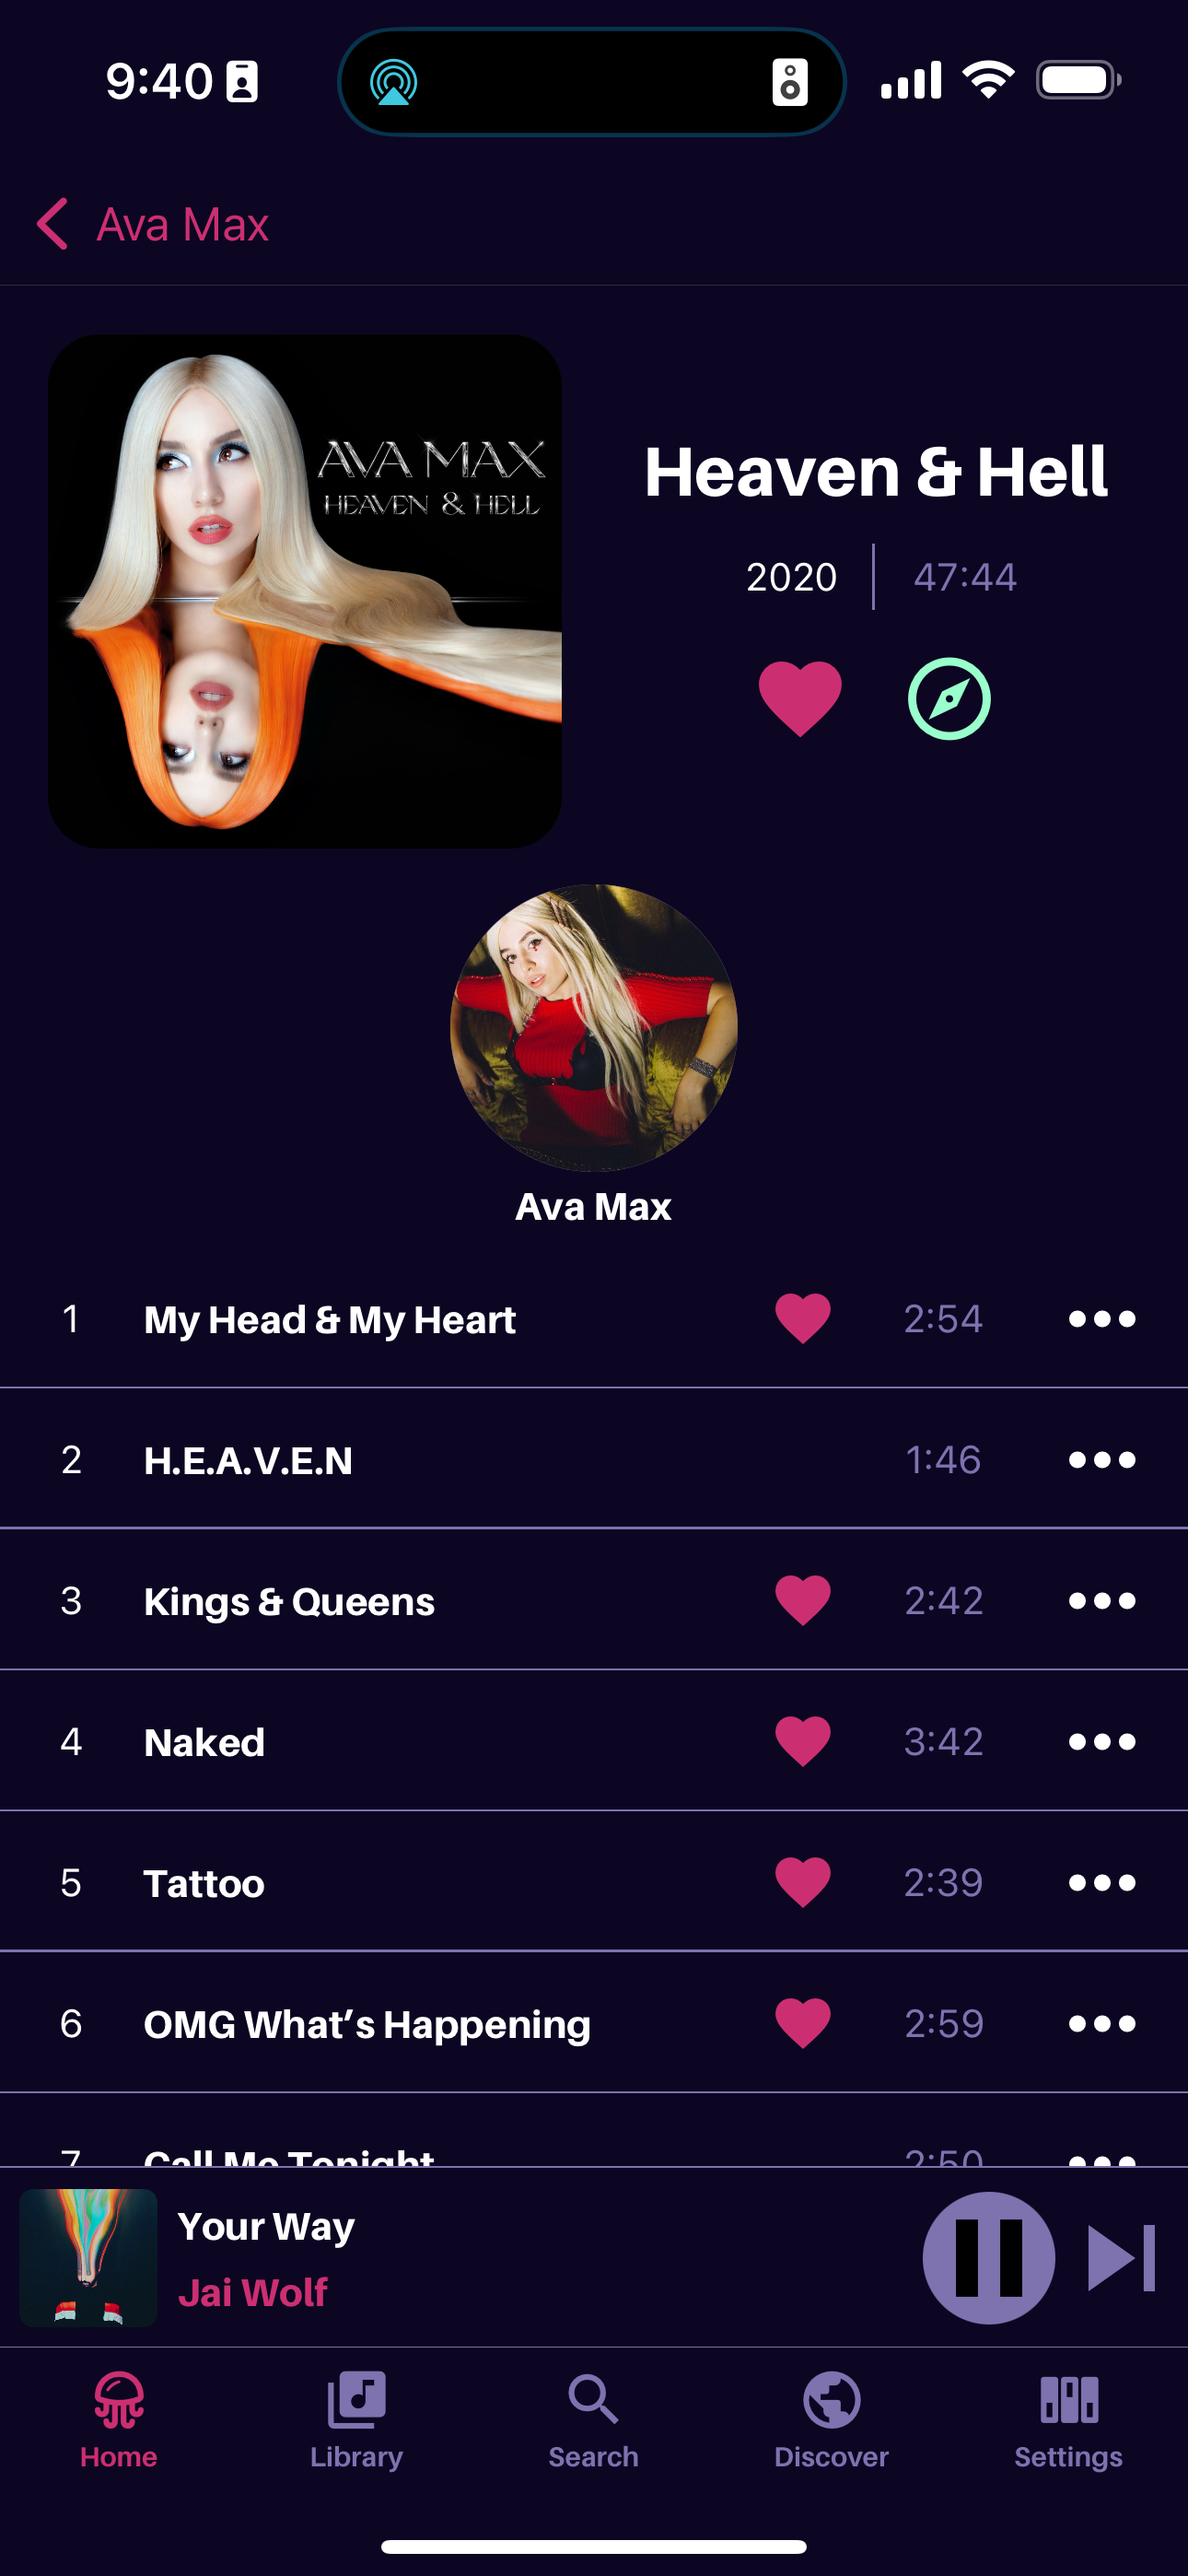 9:40
Ava Max
AVA MAX
HEAVEN & HELL
Heaven & Hell
2020
47:44
Ava Max
1 My Head & My Heart 2:54
2 H.E.A.V.E.N 1:46
3 Kings & Queens 2:42
4 Naked 3:42
5 Tattoo 2:39
6 OMG What’s Happening 2:59
7 Call Me Tonight 2:50
Your Way
Jai Wolf
Home Library Search Discover Settings